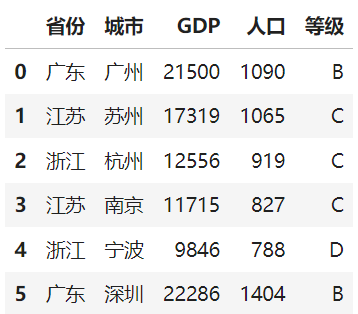 省份 城市 GDP 人口 等级
0 广东 广州 21500 1090 B
1 江苏 苏州 17319 1065 C
2 浙江 杭州 12556 919 C
3 江苏 南京 11715 827 C
4 浙江 宁波 9846 788 D
5 广东 深圳 22286 1404 B